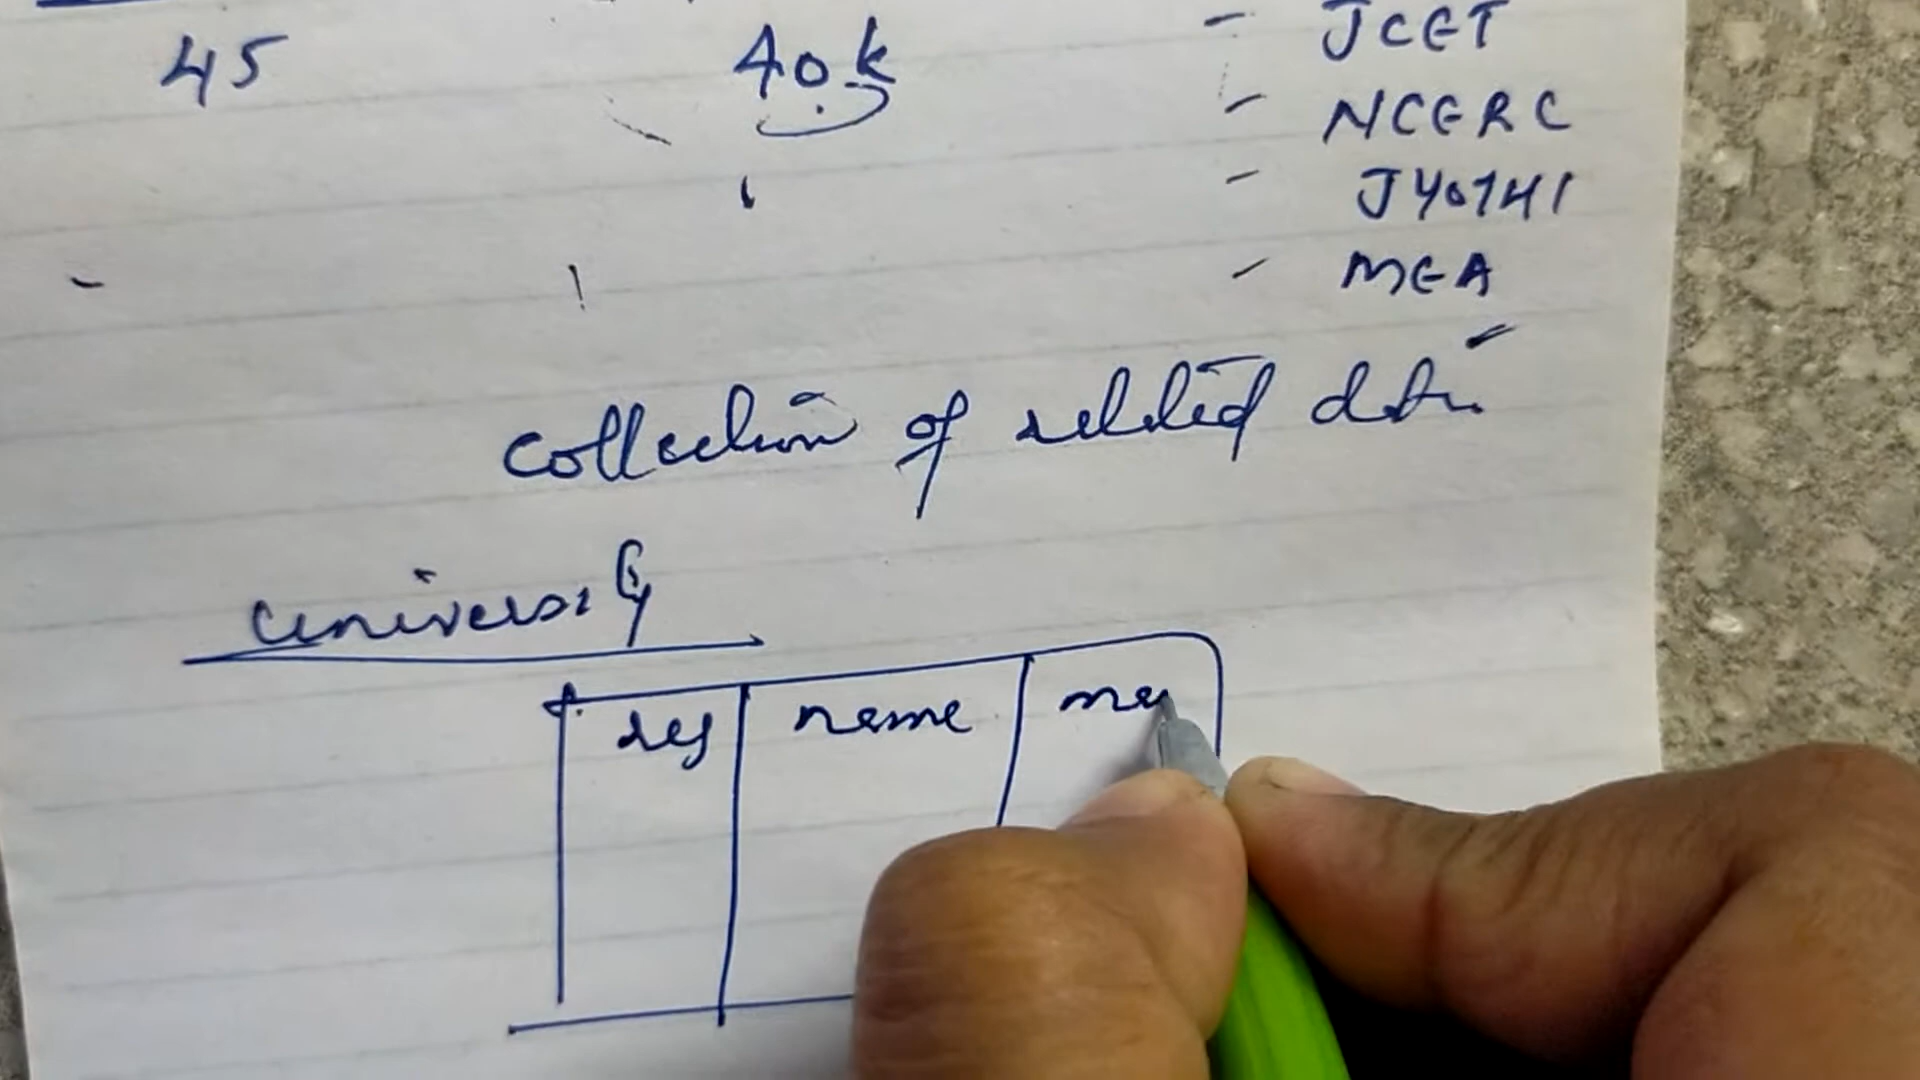 45 40k - JCET
- NCERC
- JYOTHI
- MEA
collection of related data
university
reg name